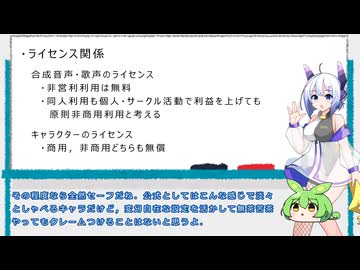 ・ライセンス関係
合成音声・歌声のライセンス
・非営利利用は無料
・同人利用も個人・サークル活動で利益を上げても
原則非商用利用と考える
キャラクターのライセンス
・商用，非商用どちらも無償
その程度なら全然セーフだね．公式としてはこんな感じで淡々
としゃべるキャラだけど，変幻自在な設定を活かして無茶苦茶
やってもクレームつけることはないと思うよ．